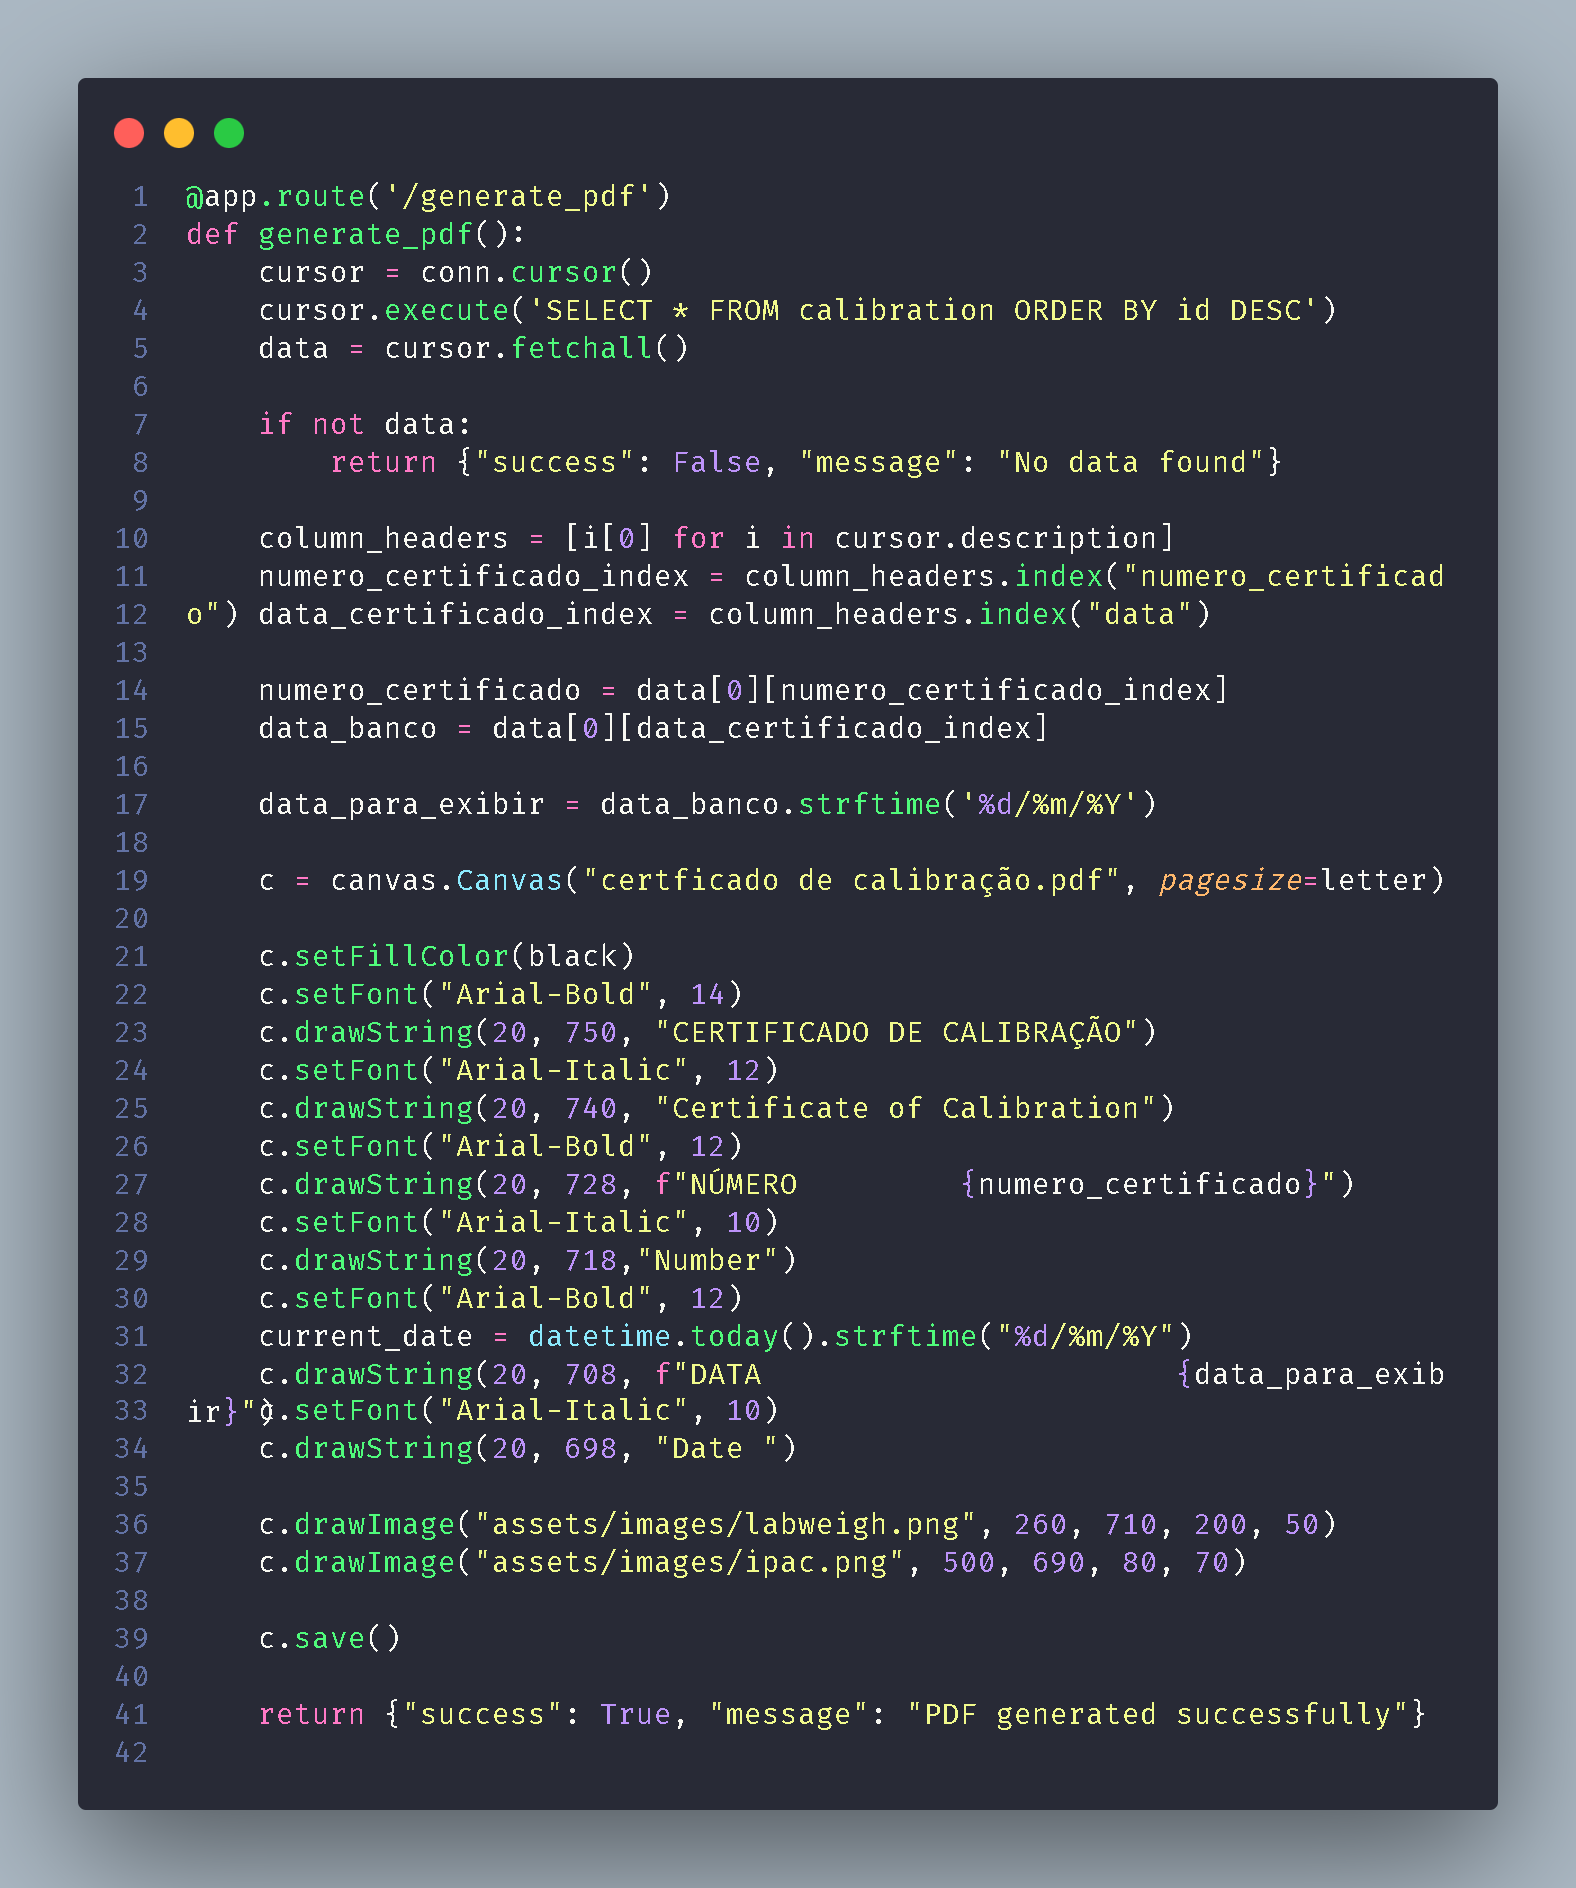 1 @app.route('/generate_pdf')
2 def generate_pdf():
3     cursor = conn.cursor()
4     cursor.execute('SELECT * FROM calibration ORDER BY id DESC')
5     data = cursor.fetchall()
6
7     if not data:
8         return {"success": False, "message": "No data found"}
9
10     column_headers = [i[0] for i in cursor.description]
11     numero_certificado_index = column_headers.index("numero_certificad
12 o") data_certificado_index = column_headers.index("data")
13
14     numero_certificado = data[0][numero_certificado_index]
15     data_banco = data[0][data_certificado_index]
16
17     data_para_exibir = data_banco.strftime('%d/%m/%Y')
18
19     c = canvas.Canvas("certficado de calibração.pdf", pagesize=letter)
20
21     c.setFillColor(black)
22     c.setFont("Arial-Bold", 14)
23     c.drawString(20, 750, "CERTIFICADO DE CALIBRAÇÃO")
24     c.setFont("Arial-Italic", 12)
25     c.drawString(20, 740, "Certificate of Calibration")
26     c.setFont("Arial-Bold", 12)
27     c.drawString(20, 728, f"NÚMERO         {numero_certificado}")
28     c.setFont("Arial-Italic", 10)
29     c.drawString(20, 718,"Number")
30     c.setFont("Arial-Bold", 12)
31     current_date = datetime.today().strftime("%d/%m/%Y")
32     c.drawString(20, 708, f"DATA                       {data_para_exib
33 ir}") c.setFont("Arial-Italic", 10)
34     c.drawString(20, 698, "Date ")
35
36     c.drawImage("assets/images/labweigh.png", 260, 710, 200, 50)
37     c.drawImage("assets/images/ipac.png", 500, 690, 80, 70)
38
39     c.save()
40
41     return {"success": True, "message": "PDF generated successfully"}
42